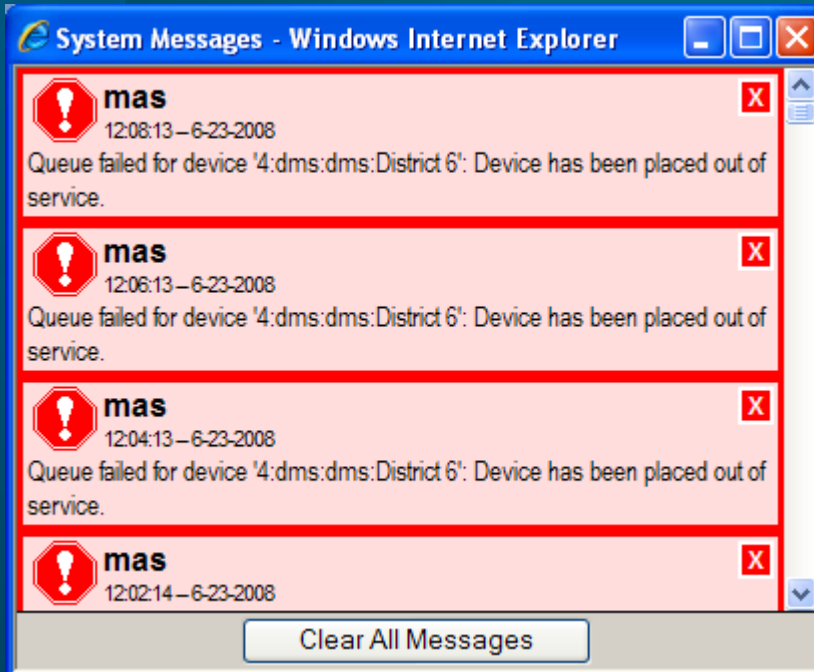 System Messages - Windows Internet Explorer
mas
X
12:08:13 – 6-23-2008
Queue failed for device '4:dms:dms:District 6': Device has been placed out of
service.
mas
X
12:06:13 – 6-23-2008
Queue failed for device '4:dms:dms:District 6': Device has been placed out of
service.
mas
X
12:04:13 – 6-23-2008
Queue failed for device '4:dms:dms:District 6': Device has been placed out of
service.
mas
X
12:02:14 – 6-23-2008
Clear All Messages